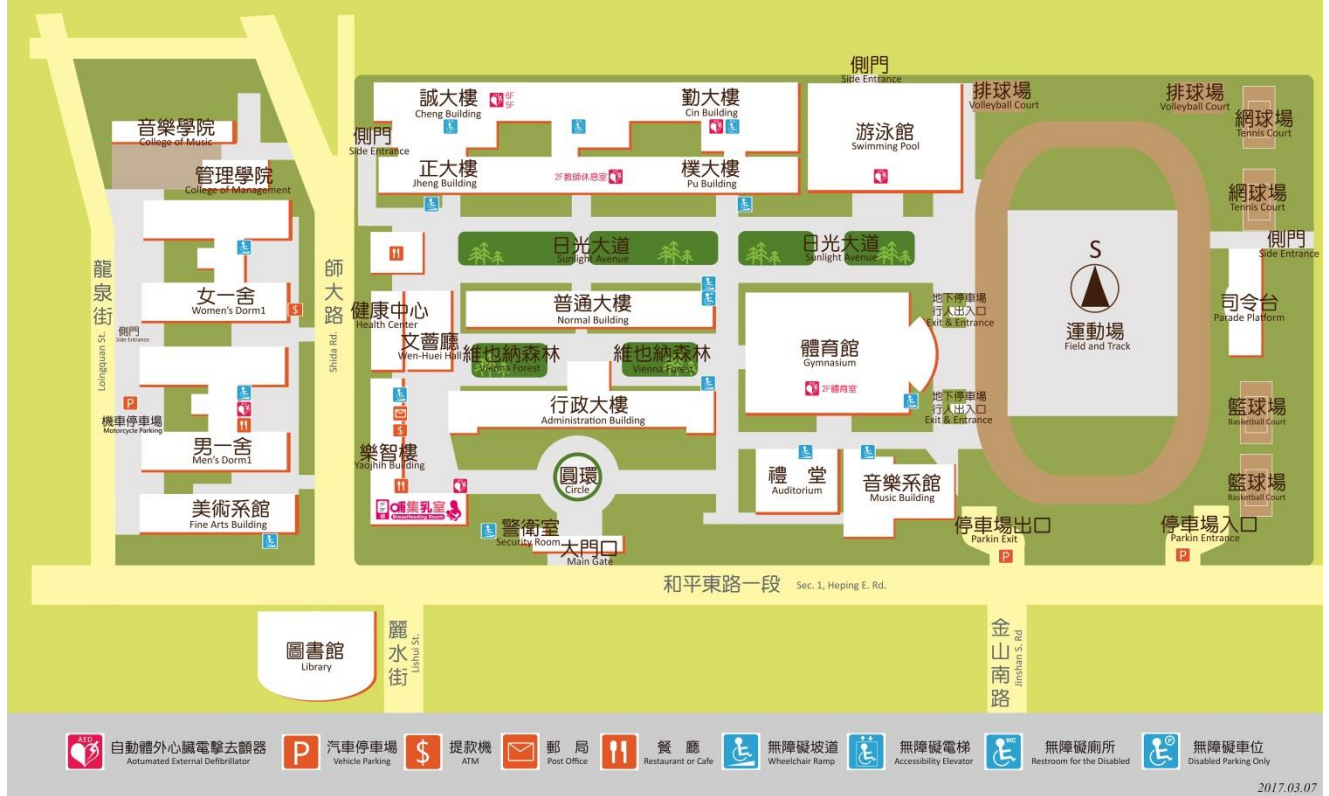 側門
Side Entrance
誠大樓
Cheng Building
6F
5F
勤大樓
Cin Building
排球場
Volleyball Court
排球場
Volleyball Court
網球場
Tennis Court
音樂學院
College of Music
側門
Side Entrance
游泳館
Swimming Pool
管理學院
College of Management
正大樓
Jheng Building
2F教師休息室
樸大樓
Pu Building
網球場
Tennis Court
日光大道
Sunlight Avenue
日光大道
Sunlight Avenue
側門
Side Entrance
S
龍泉街
Loingquan St.
師大路
Shida Rd.
女一舍
Women's Dorm1
$
側門
Side Entrance
健康中心
Health Center
文薈廳
Wen-Huei Hall
普通大樓
Normal Building
地下停車場
行人出入口
Exit & Entrance
運動場
Field and Track
司令台
Parade Platform
維也納森林
Vienna Forest
維也納森林
Vienna Forest
體育館
Gymnasium
2F體育室
P
機車停車場
Motorcycle Parking
行政大樓
Administration Building
地下停車場
行人出入口
Exit & Entrance
籃球場
Basketball Court
男一舍
Men's Dorm1
$
樂智樓
Yaojhih Building
圓環
Circle
禮 堂
Auditorium
音樂系館
Music Building
籃球場
Basketball Court
美術系館
Fine Arts Building
哺集乳室
Breastfeeding Room
警衛室
Security Room
大門口
Main Gate
停車場出口
Parkin Exit
P
停車場入口
Parkin Entrance
P
和平東路一段 Sec. 1, Heping E. Rd.
圖書館
Library
麗水街
Lishui St.
金山南路
Jinshan S. Rd
AED
自動體外心臟電擊去顫器
Aotumated External Defibrillator
P
汽車停車場
Vehicle Parking
$
提款機
ATM
郵 局
Post Office
餐 廳
Restaurant or Cafe
無障礙坡道
Wheelchair Ramp
無障礙電梯
Accessibility Elevator
WC
無障礙廁所
Restroom for the Disabled
P
無障礙車位
Disabled Parking Only
2017.03.07